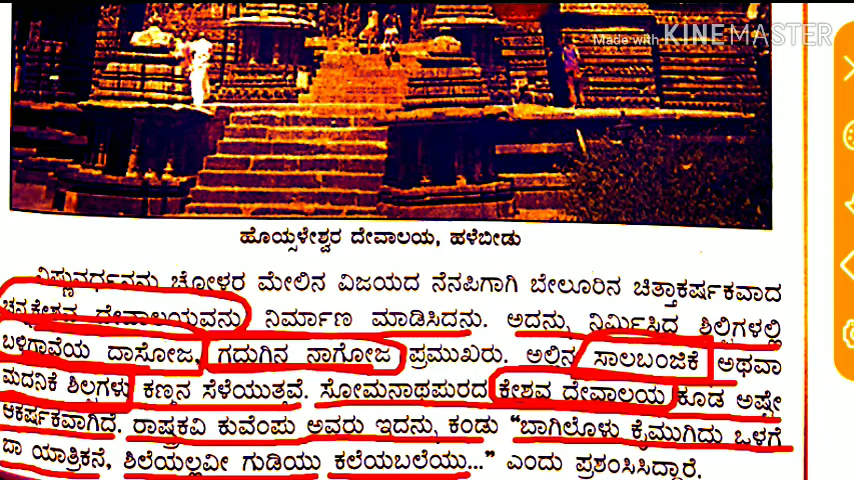 Made with KINEMASTER
ಹೊಯ್ಸಳೇಶ್ವರ ದೇವಾಲಯ, ಹಳೆಬೀಡು
ವಿಷ್ಣುವರ್ಧನನು ಚೋಳರ ಮೇಲಿನ ವಿಜಯದ ನೆನಪಿಗಾಗಿ ಬೇಲೂರಿನ ಚಿತ್ತಾಕರ್ಷಕವಾದ
ಚನ್ನಕೇಶವ ದೇವಾಲಯವನು ನಿರ್ಮಾಣ ಮಾಡಿಸಿದನು. ಅದನ್ನು ನಿರ್ಮಿಸಿದ ಶಿಲ್ಪಿಗಳಲ್ಲಿ
ಬಳ್ಳಿಗಾವೆಯ ದಾಸೋಜ, ಗದುಗಿನ ನಾಗೋಜ ಪ್ರಮುಖರು. ಅಲ್ಲಿನ ಸಾಲಬಂಜಿಕೆ ಅಥವಾ
ಮದನಿಕೆ ಶಿಲ್ಪಗಳು ಕಣ್ಮನ ಸೆಳೆಯುತ್ತವೆ. ಸೋಮನಾಥಪುರದ ಕೇಶವ ದೇವಾಲಯ ಕೂಡ ಅಷ್ಟೇ
ಆಕರ್ಷಕವಾಗಿದೆ. ರಾಷ್ಟ್ರಕವಿ ಕುವೆಂಪು ಅವರು ಇದನ್ನು ಕಂಡು “ಬಾಗಿಲೊಳು ಕೈಮುಗಿದು ಒಳಗೆ
ಬಾ ಯಾತ್ರಿಕನೆ, ಶಿಲೆಯಲ್ಲವೀ ಗುಡಿಯು ಕಲೆಯಬಲೆಯು...” ಎಂದು ಪ್ರಶಂಸಿಸಿದ್ದಾರೆ.